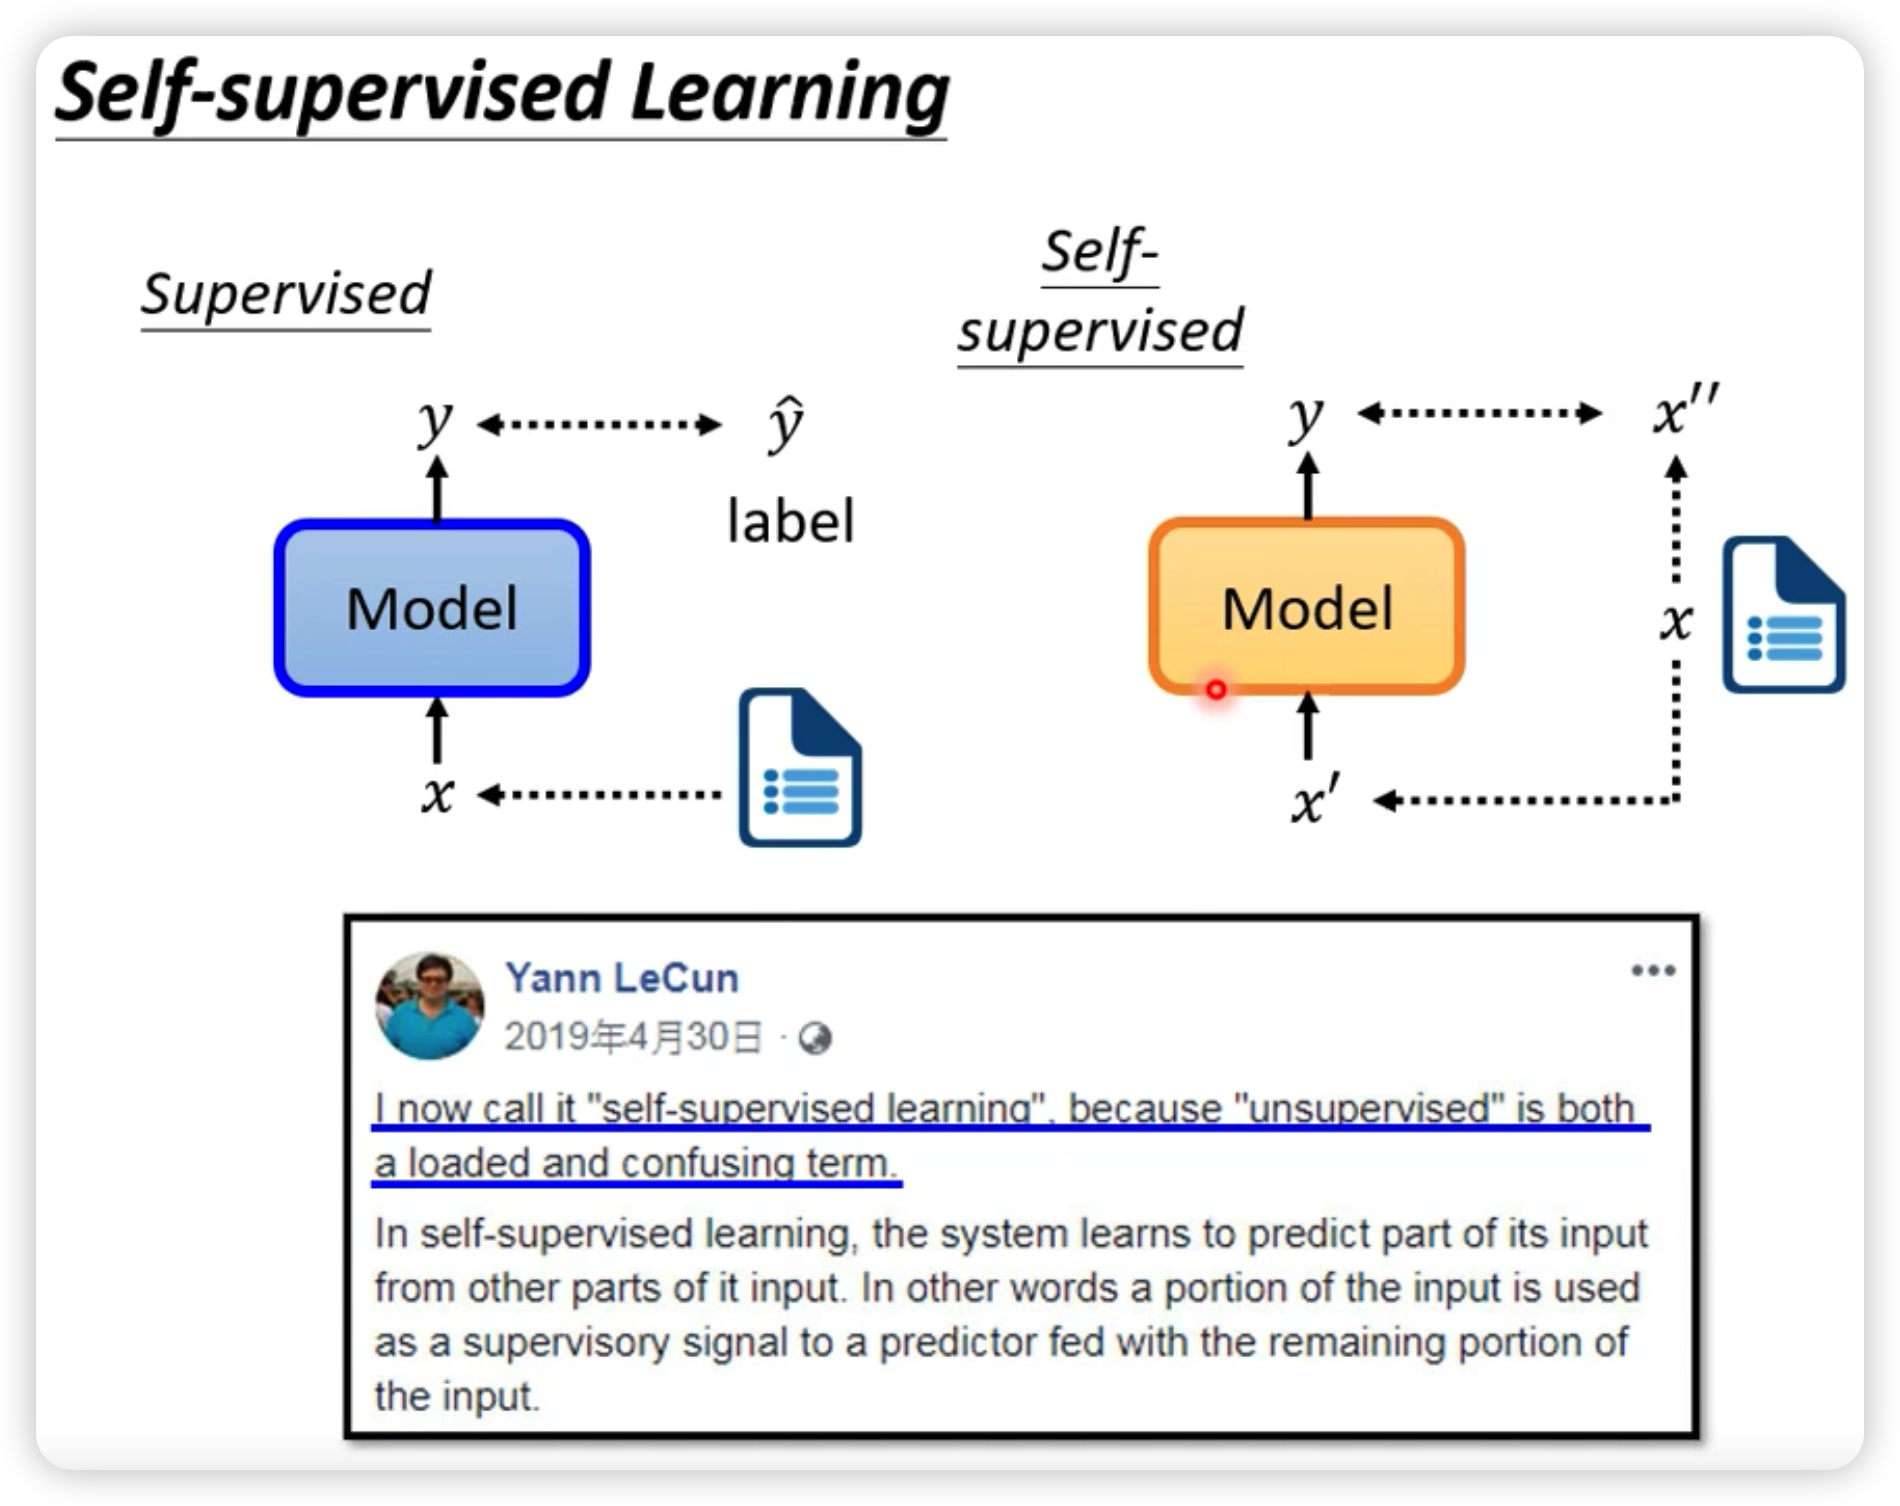 Self-supervised Learning
Supervised
Self-
supervised
y
ŷ
label
Model
x
y
x′′
Model
x
x′
Yann LeCun
2019年4月30日 ·
I now call it "self-supervised learning", because "unsupervised" is both
a loaded and confusing term.
In self-supervised learning, the system learns to predict part of its input
from other parts of it input. In other words a portion of the input is used
as a supervisory signal to a predictor fed with the remaining portion of
the input.